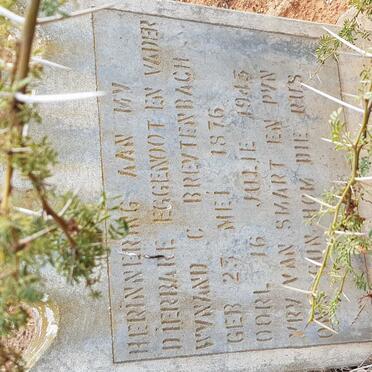 HERINNERING AAN MY
DIERBARE EGGENOOT EN VADER
WYNAND C BREYTENBACH
GEB 23 MEI 1876
OORL 16 JULIE 1945
VRY VAN SMART EN PYN
HOM DIE RUS